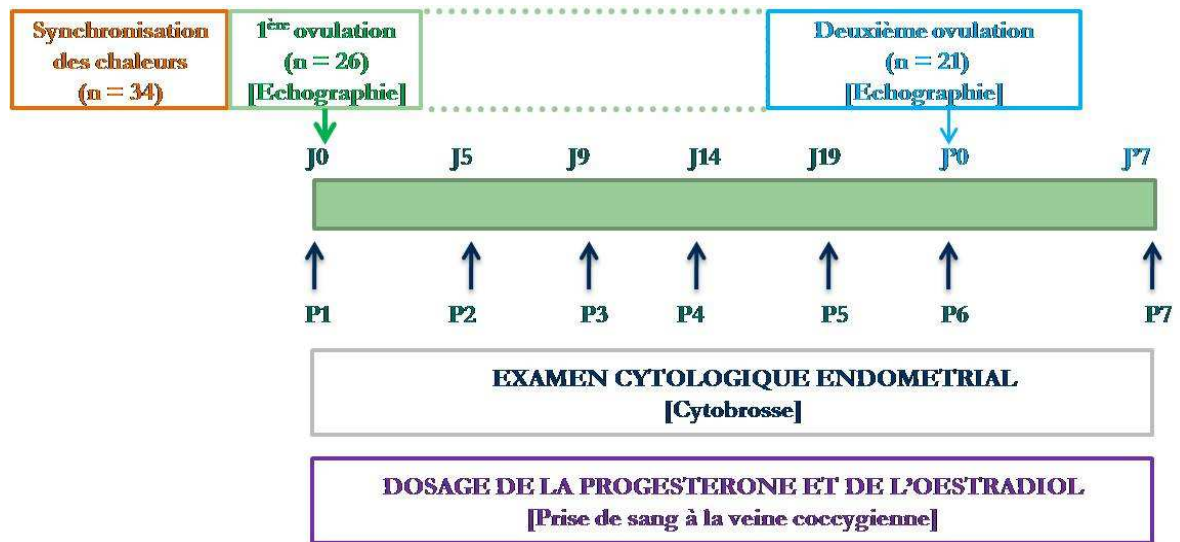 Synchronisation
des chaleurs
(n = 34)
1ère ovulation
(n = 26)
[Echographie]
Deuxième ovulation
(n = 21)
[Echographie]
J0 J5 J9 J14 J19 J'0 J'7
P1 P2 P3 P4 P5 P6 P7
EXAMEN CYTOLOGIQUE ENDOMETRIAL
[Cytobrosse]
DOSAGE DE LA PROGESTERONE ET DE L'OESTRADIOL
[Prise de sang à la veine coccygienne]